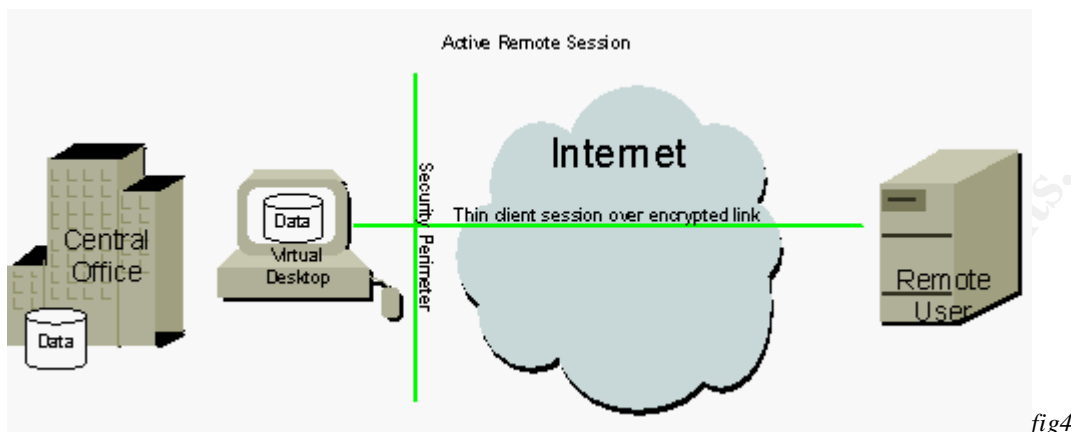 Active Remote Session
Internet
Security Perimeter
Thin client session over encrypted link
Central
Office
Data
Data
Virtual
Desktop
Remote
User
fig4